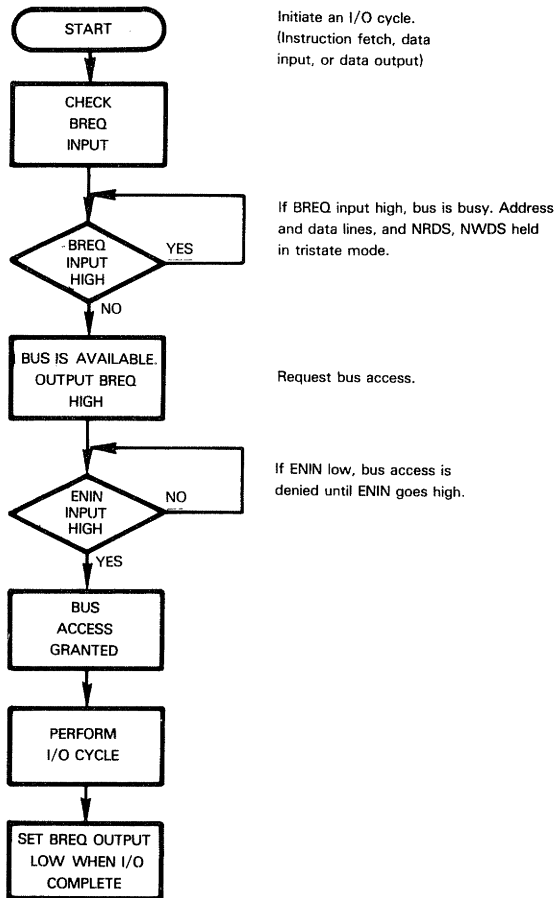 START
Initiate an I/O cycle.
(Instruction fetch, data
input, or data output)
CHECK
BREQ
INPUT
BREQ
INPUT
HIGH
YES
If BREQ input high, bus is busy. Address
and data lines, and NRDS, NWDS held
in tristate mode.
NO
BUS IS AVAILABLE.
OUTPUT BREQ
HIGH
Request bus access.
ENIN
INPUT
HIGH
NO
If ENIN low, bus access is
denied until ENIN goes high.
YES
BUS
ACCESS
GRANTED
PERFORM
I/O CYCLE
SET BREQ OUTPUT
LOW WHEN I/O
COMPLETE